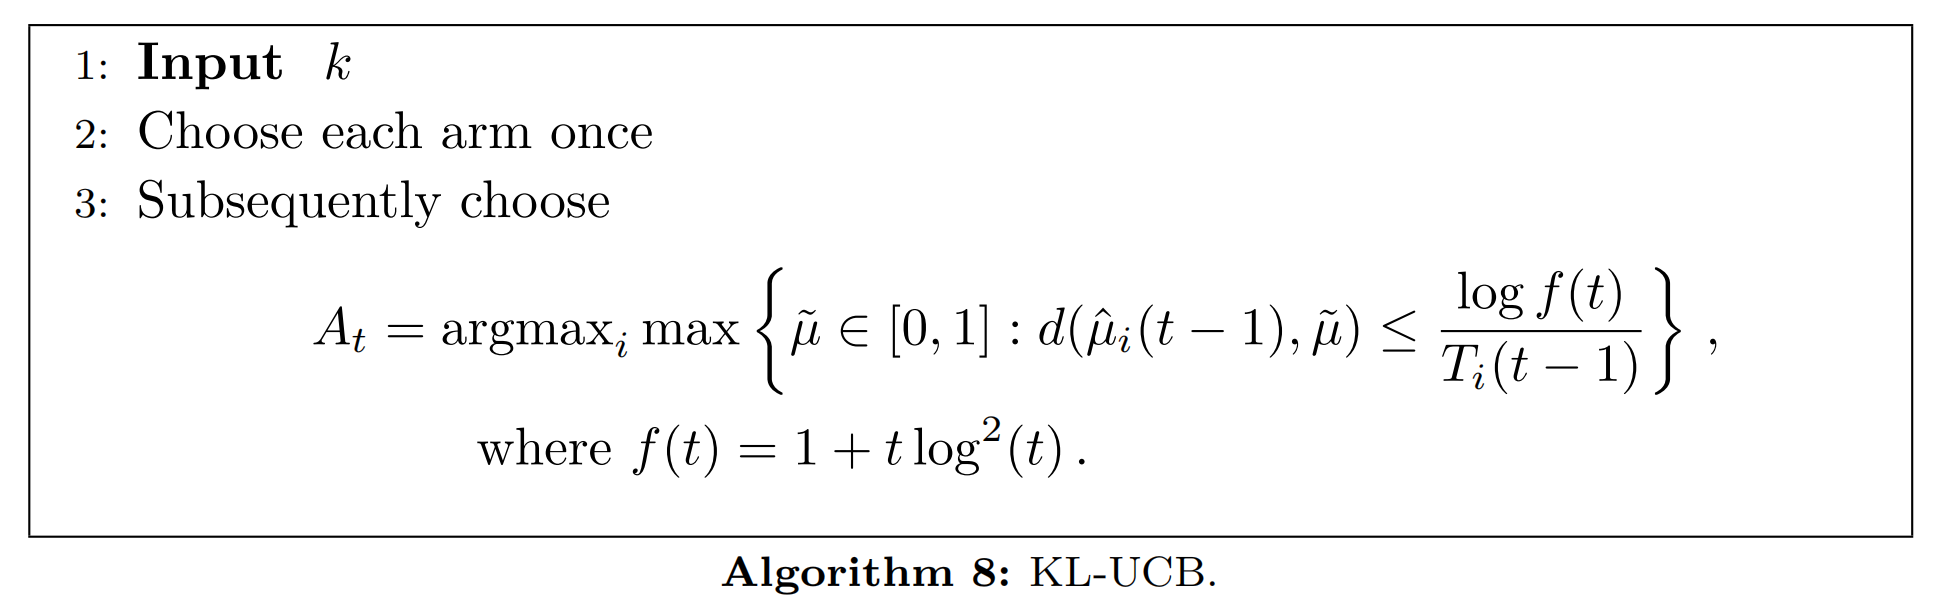 1: Input k
2: Choose each arm once
3: Subsequently choose
A_t = argmax_i max { μ̃ ∈ [0, 1] : d(μ̂_i(t − 1), μ̃) ≤ log f(t) / T_i(t − 1) } ,
where f(t) = 1 + t log²(t) .
Algorithm 8: KL-UCB.